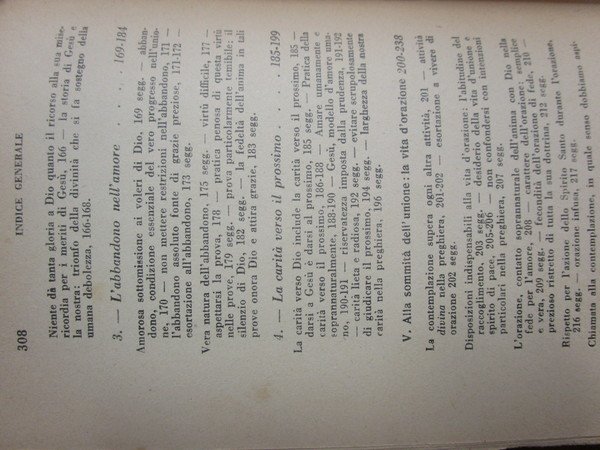 308 INDICE GENERALE
Niente dà tanta gloria a Dio quanto il ricorso alla sua mise-
ricordia per i meriti di Gesù, 166 — la storia di Gesù e
la nostra: trionfo della divinità che si fa sostegno della
umana debolezza, 166-168.
3. — L'abbandono nell'amore . . . . . 169-184
Amorosa sottomissione ai voleri di Dio, 169 segg. — abban-
dono, condizione essenziale del vero progresso nell'unio-
ne, 170 — non mettere restrizioni nell'abbandono, 171 —
l'abbandono assoluto fonte di grazie preziose, 171-172 —
esortazione all'abbandono, 173 segg.
Vera natura dell'abbandono, 175 segg. — virtù difficile, 177 —
aspettarsi la prova, 178 — pratica penosa di questa virtù
nelle prove, 179 segg. — prova particolarmente temibile: il
silenzio di Dio, 182 segg. — la fedeltà dell'anima in tali
prove onora Dio e attira grazie, 183 segg.
4. — La carità verso il prossimo . . . . 185-199
La carità verso Dio include la carità verso il prossimo, 185 —
darsi a Gesù è darsi al prossimo, 185 segg. — Pratica della
carità verso il prossimo, 186-188 — Amare umanamente e
soprannaturalmente, 188-190 — Gesù, modello d'amore uma-
no, 190-191 — riservatezza imposta dalla prudenza, 191-192
— carità lieta e radiosa, 192 segg. — evitare scrupolosamente
di giudicare il prossimo, 194 segg. — larghezza della nostra
carità nella preghiera, 196 segg.
V. Alla sommità dell'unione: la vita d'orazione 200-238
La contemplazione supera ogni altra attività, 201 — attività
divina nella preghiera, 201-202 — esortazione a vivere di
orazione 202 segg.
Disposizioni indispensabili alla vita d'orazione: l'abitudine del
raccoglimento, 203 segg. — desiderio della vita d'unione e
spirito di pace, 205-206 — non confondersi con intenzioni
particolari nella preghiera, 207 segg.
L'orazione, contatto soprannaturale dell'anima con Dio nella
fede per l'amore, 208 — carattere dell'orazione: semplice
e vera, 209 segg. — fecondità dell'orazione di fede, 210 —
prezioso ristretto di tutta la sua dottrina, 212 segg.
Rispetto per l'azione dello Spirito Santo durante l'orazione,
216 segg. — orazione infusa, 217 segg.
Chiamata alla contemplazione, in quale senso dobbiamo